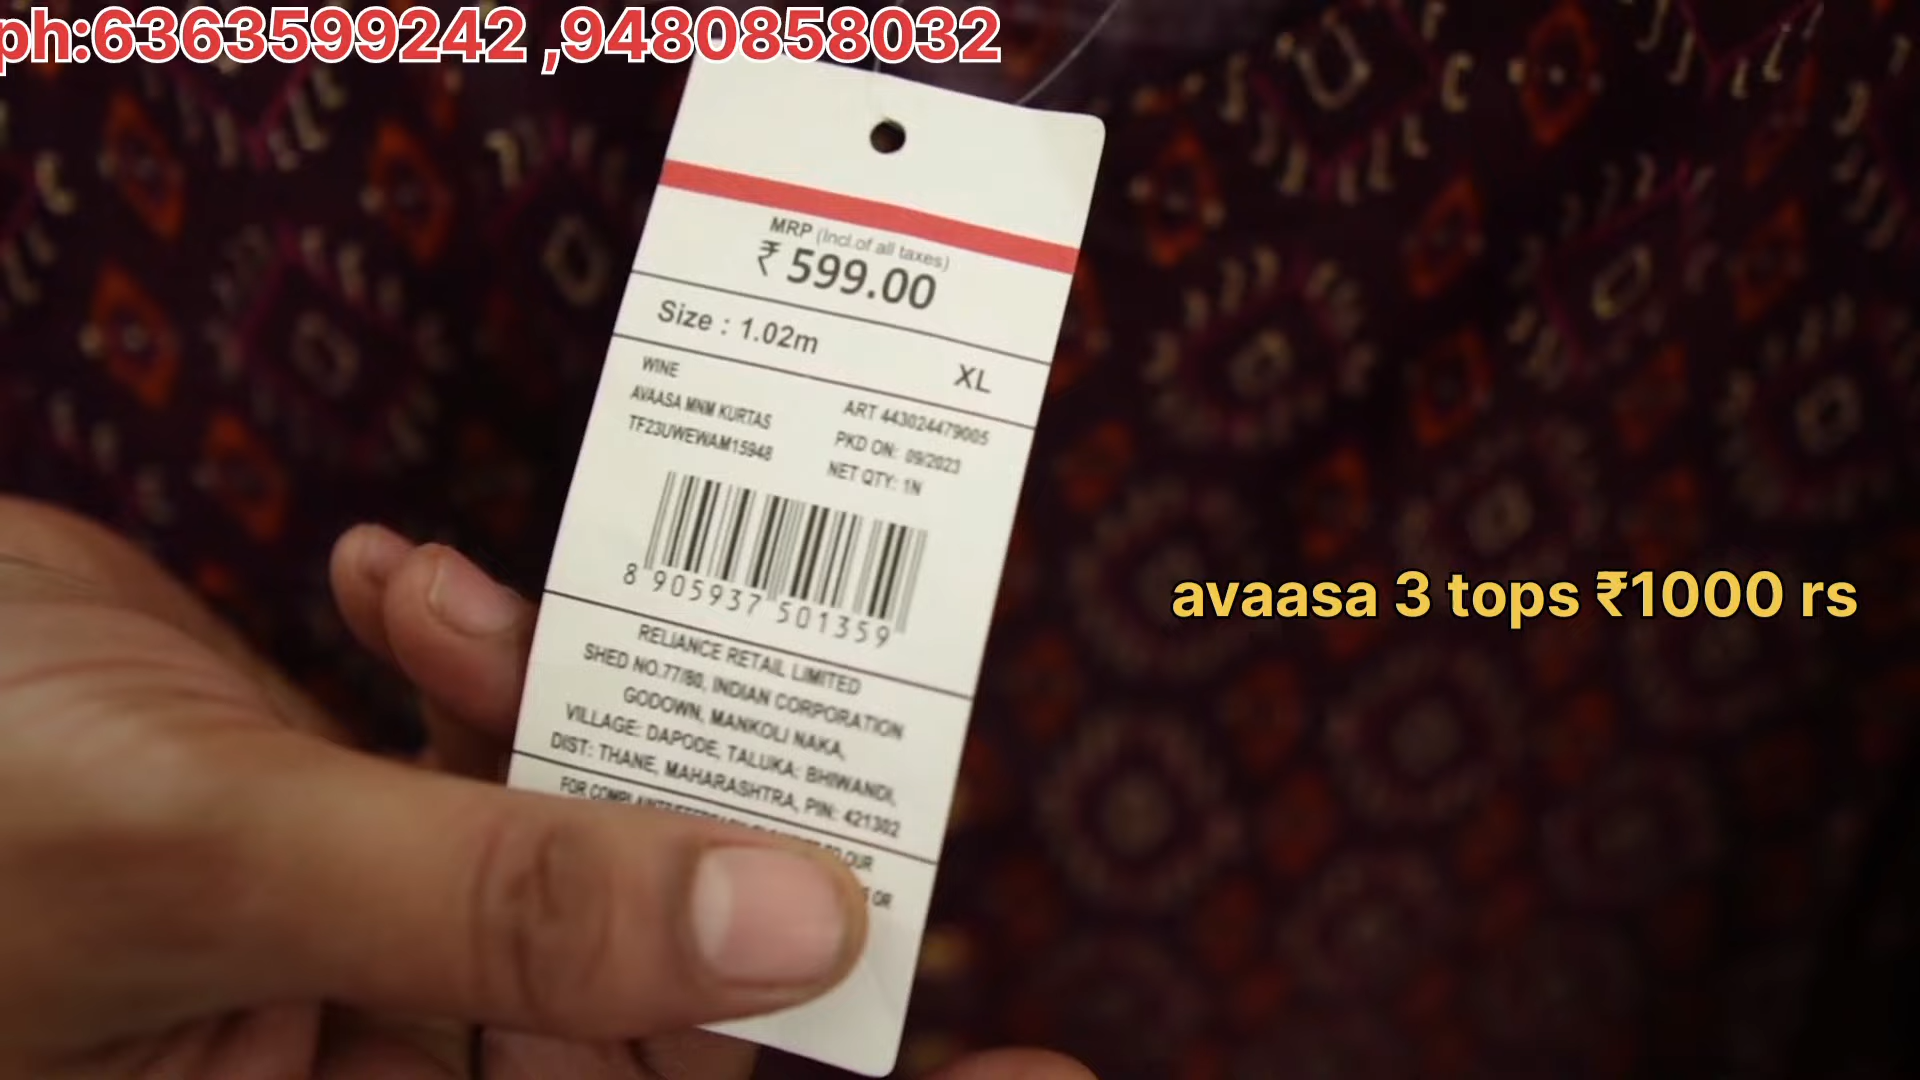 ph:6363599242 ,9480858032
MRP (Incl.of all taxes)
₹ 599.00
Size : 1.02m
XL
WINE
AVAASA MNM KURTAS
TF23UWEWAM15948
ART 443024479005
PKD ON: 09/2023
NET QTY: 1N
8 905937 501359
RELIANCE RETAIL LIMITED
SHED NO.77/80, INDIAN CORPORATION
GODOWN, MANKOLI NAKA,
VILLAGE: DAPODE, TALUKA: BHIWANDI,
DIST: THANE, MAHARASHTRA, PIN: 421302
FOR
OUR
OR
avaasa 3 tops ₹1000 rs